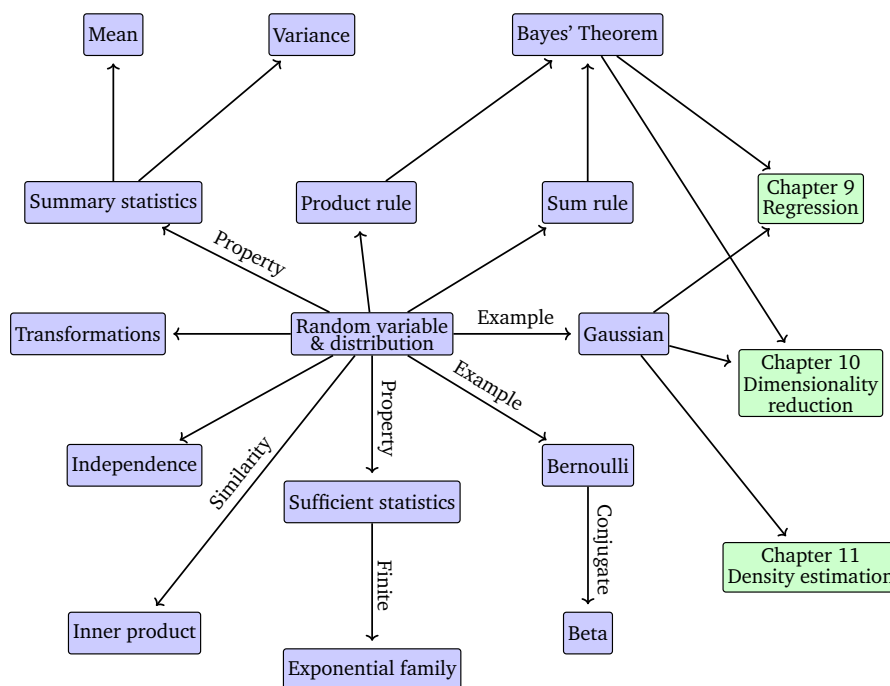 Mean
Variance
Bayes’ Theorem
Summary statistics
Product rule
Sum rule
Chapter 9
Regression
Property
Transformations
Random variable
& distribution
Example
Gaussian
Chapter 10
Dimensionality
reduction
Property
Example
Similarity
Independence
Bernoulli
Sufficient statistics
Conjugate
Chapter 11
Density estimation
Finite
Inner product
Beta
Exponential family